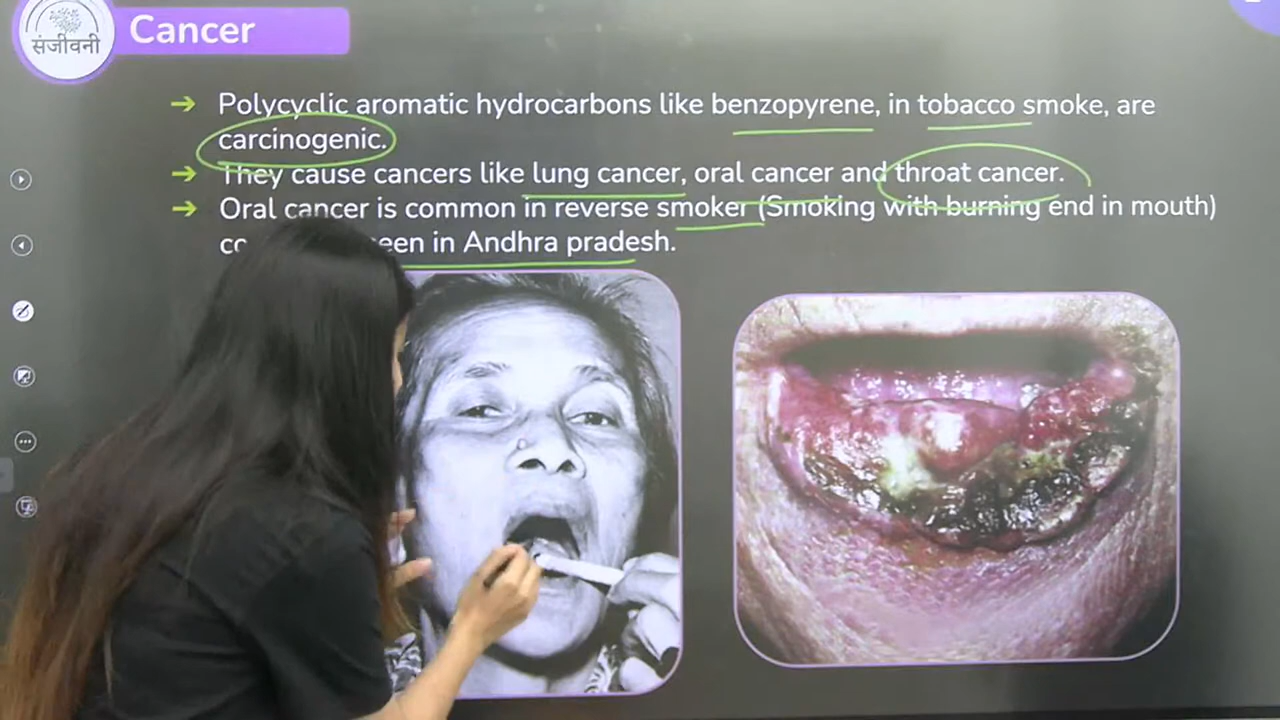 संजीवनी
Cancer
Polycyclic aromatic hydrocarbons like benzopyrene, in tobacco smoke, are
carcinogenic.
They cause cancers like lung cancer, oral cancer and throat cancer.
Oral cancer is common in reverse smoker (Smoking with burning end in mouth)
in Andhra pradesh.